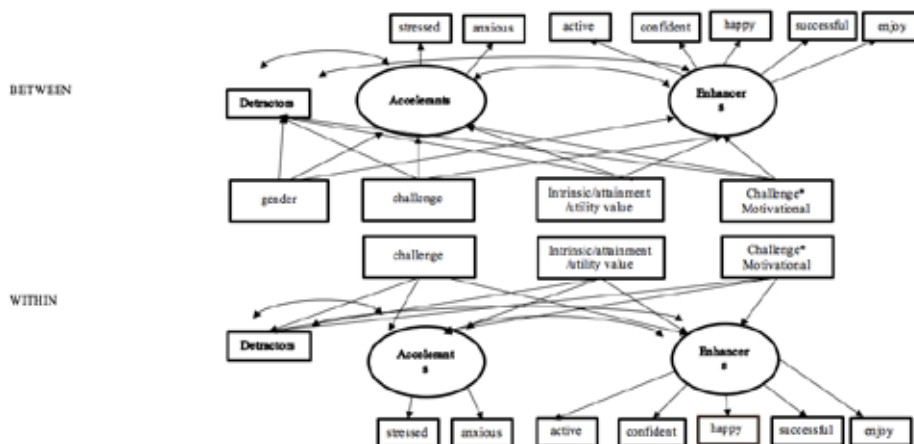 stressed
anxious
active
confident
happy
successful
enjoy
BETWEEN
Detractors
Accelerants
Enhancer
s
gender
challenge
Intrinsic/attainment
/utility value
Challenge*
Motivational
challenge
Intrinsic/attainment
/utility value
Challenge*
Motivational
WITHIN
Detractors
Accelerant
s
Enhancer
s
stressed
anxious
active
confident
happy
successful
enjoy